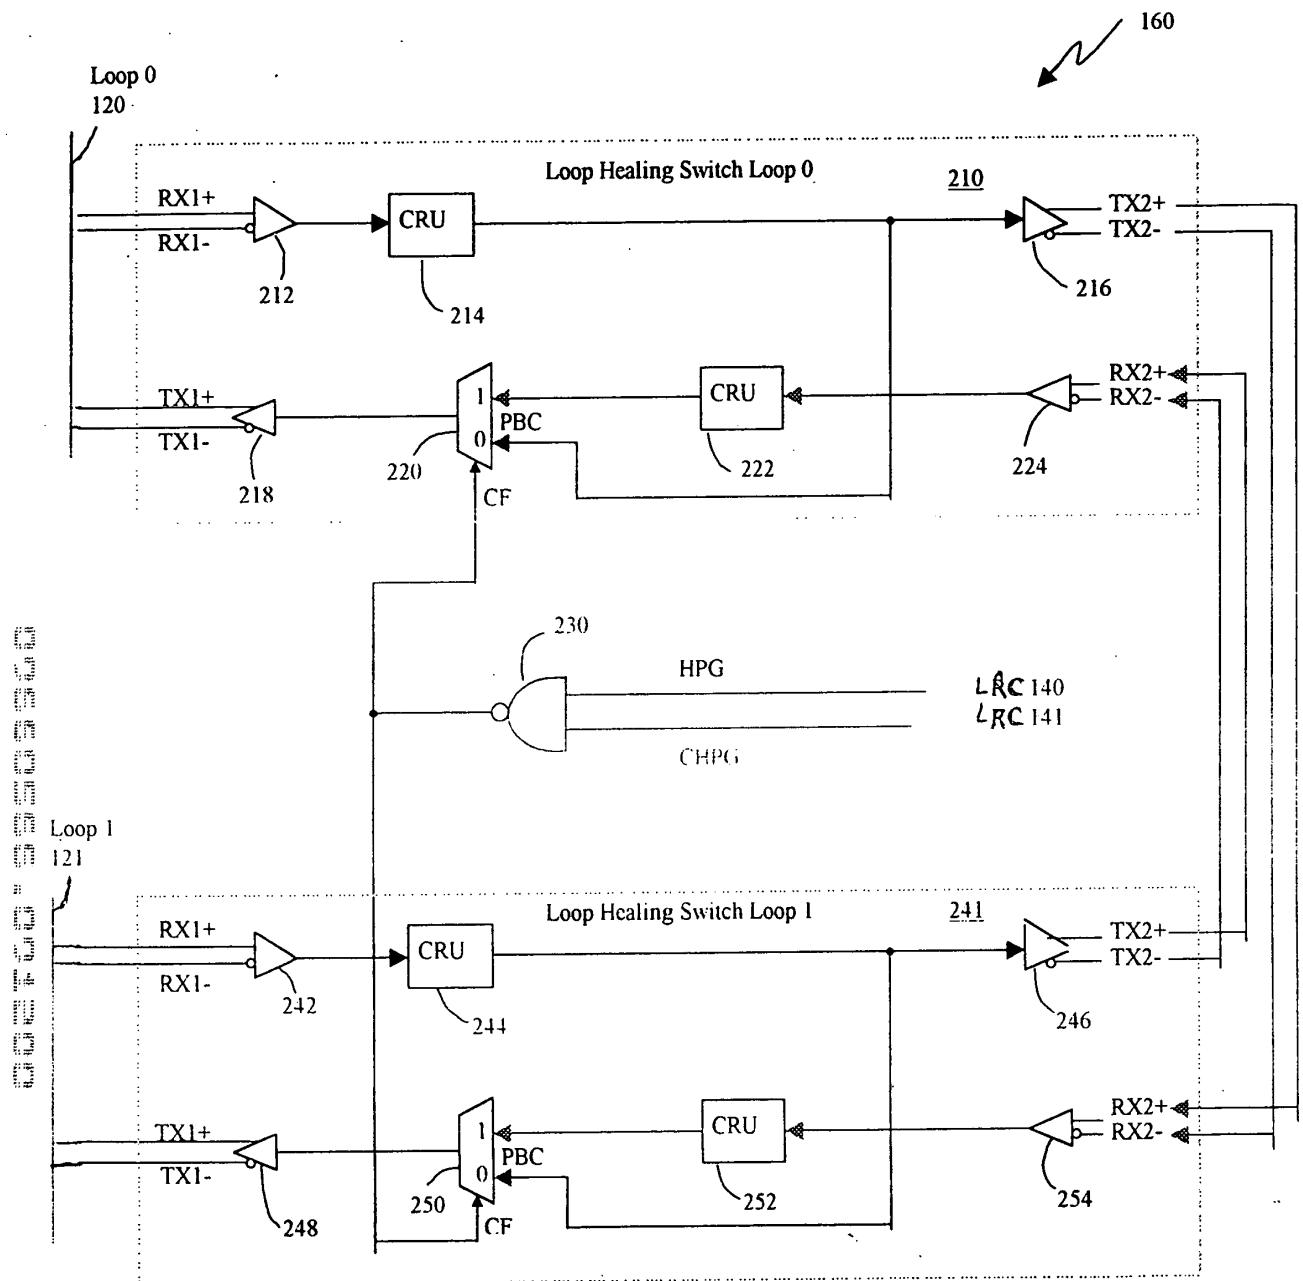 160
Loop 0
120
Loop Healing Switch Loop 0
210
RX1+
RX1-
212
CRU
214
216
TX2+
TX2-
TX1+
TX1-
218
1
PBC
0
220
CF
CRU
222
224
RX2+
RX2-
230
HPG
LRC 140
LRC 141
CHPG
Loop 1
121
Loop Healing Switch Loop 1
241
RX1+
RX1-
242
CRU
244
246
TX2+
TX2-
TX1+
TX1-
248
1
PBC
0
250
CF
CRU
252
254
RX2+
RX2-